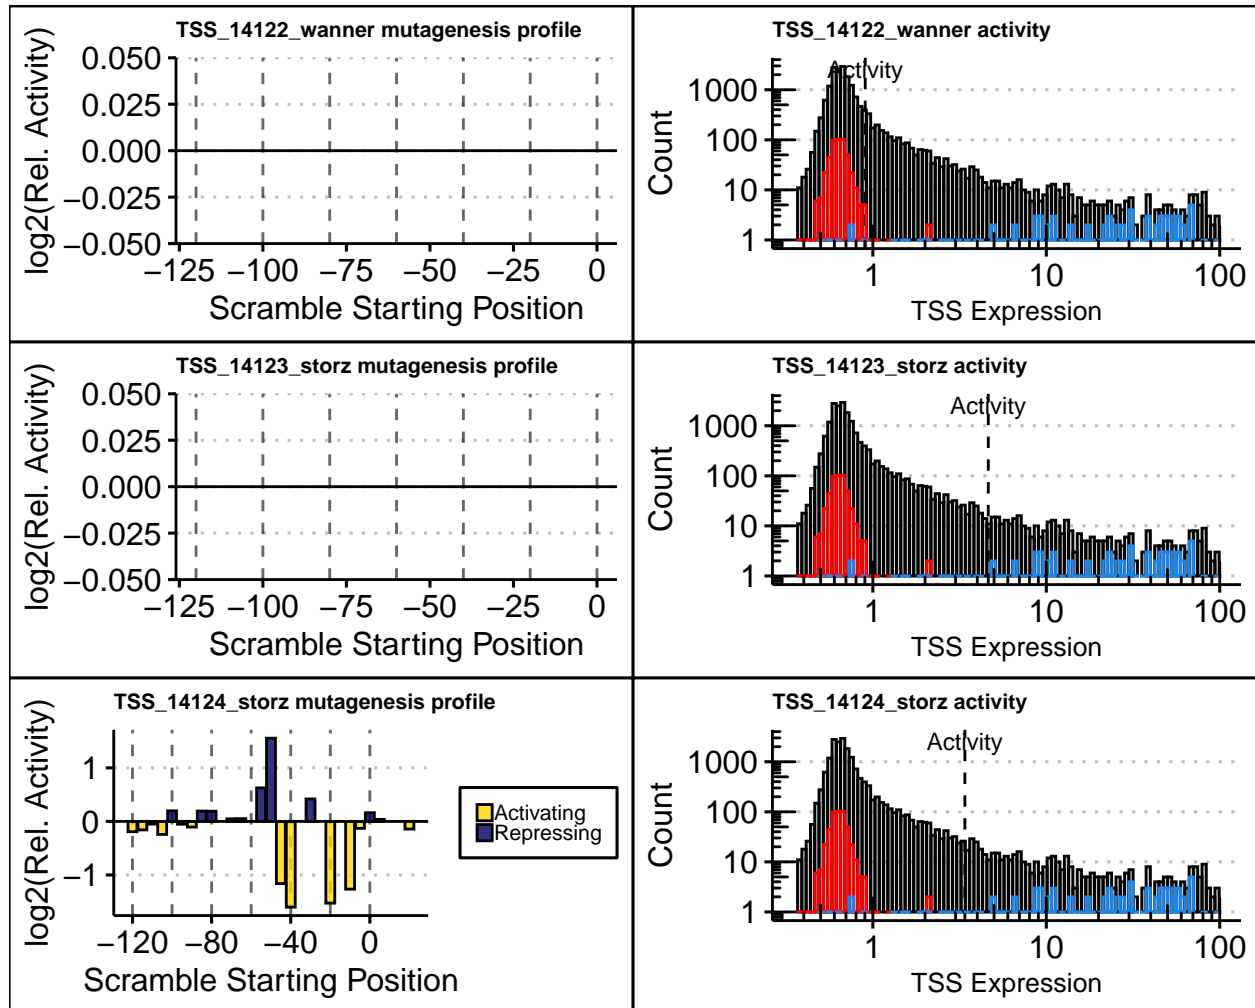 TSS_14122_wanner mutagenesis profile
log2(Rel. Activity)
0.050
0.025
0.000
−0.025
−0.050
−125 −100 −75 −50 −25 0
Scramble Starting Position
TSS_14122_wanner activity
Activity
Count
1000
100
10
1
1 10 100
TSS Expression
TSS_14123_storz mutagenesis profile
log2(Rel. Activity)
0.050
0.025
0.000
−0.025
−0.050
−125 −100 −75 −50 −25 0
Scramble Starting Position
TSS_14123_storz activity
Activity
Count
1000
100
10
1
1 10 100
TSS Expression
TSS_14124_storz mutagenesis profile
log2(Rel. Activity)
1
0
−1
−120 −80 −40 0
Scramble Starting Position
Activating
Repressing
TSS_14124_storz activity
Activity
Count
1000
100
10
1
1 10 100
TSS Expression